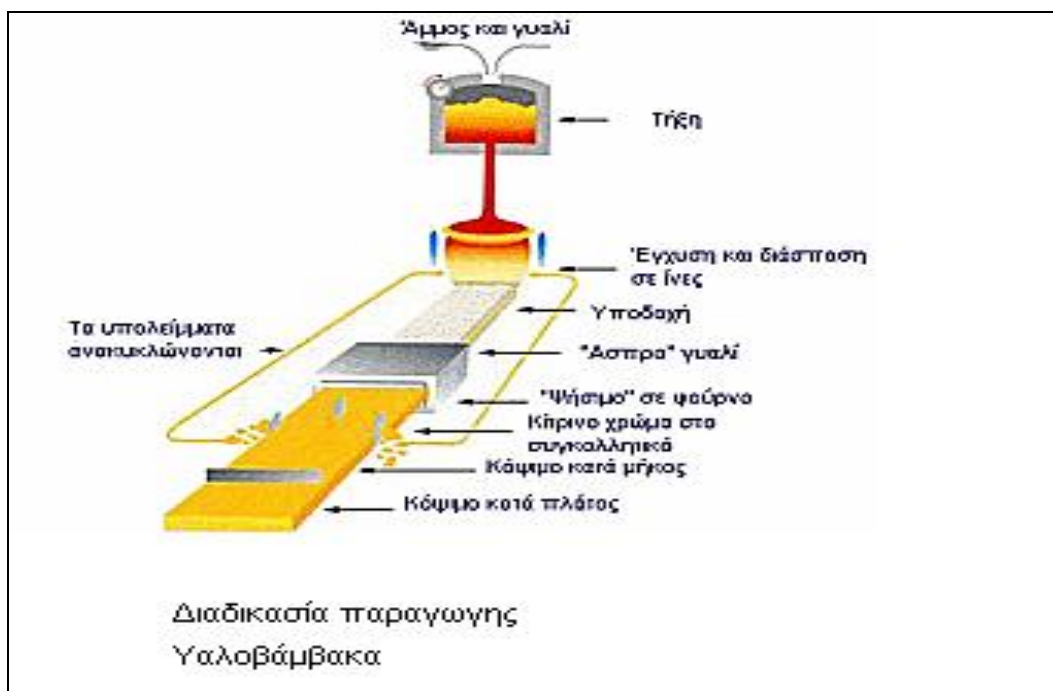 Άμμος και γυαλί
Τήξη
Έγχυση και διάσπαση
σε ίνες
Υποδοχή
Τα υπολείμματα
ανακυκλώνονται
"Άσπρο" γυαλί
"Ψήσιμο" σε φούρνο
Κίτρινο χρώμα στα
συγκολλητικά
Κόψιμο κατά μήκος
Κόψιμο κατά πλάτος
Διαδικασία παραγωγης
Υαλοβάμβακα